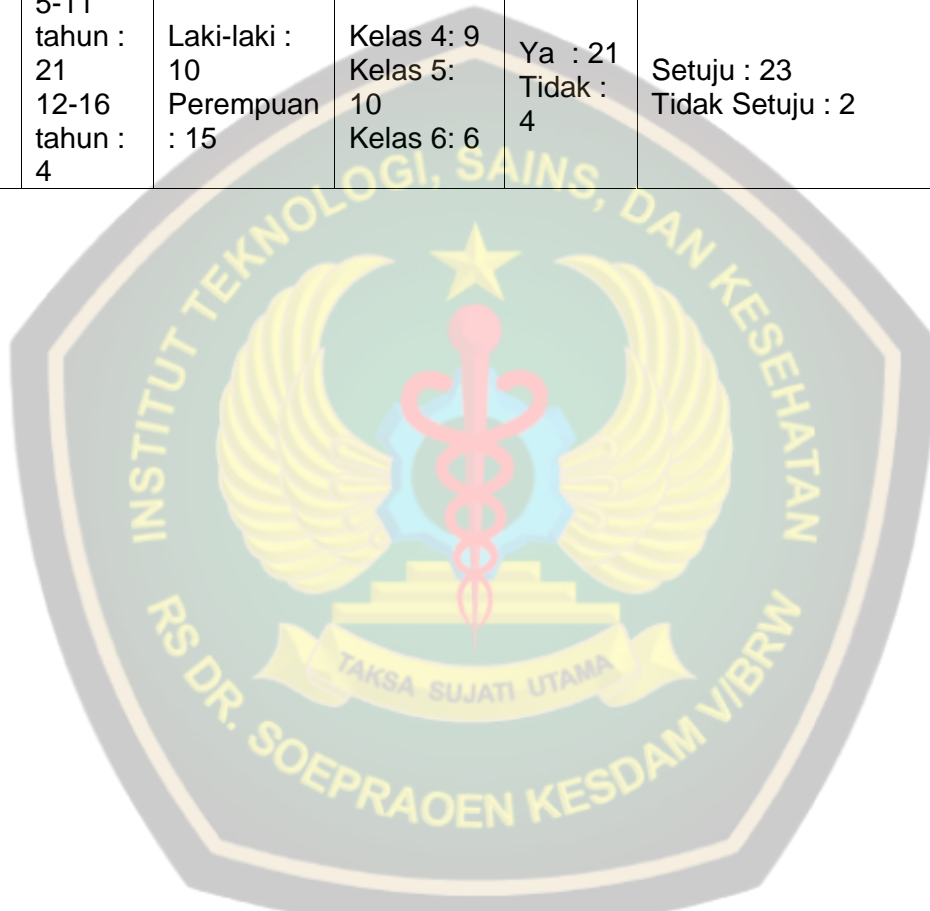 5-11
tahun :
21
12-16
tahun :
4
Laki-laki :
10
Perempuan
: 15
Kelas 4: 9
Kelas 5:
10
Kelas 6: 6
Ya : 21
Tidak :
4
Setuju : 23
Tidak Setuju : 2
INSTITUT TEKNOLOGI, SAINS, DAN KESEHATAN
TAKSA SUJATI UTAMA
RS DR. SOEPRAOEN KESDAM V/BRW